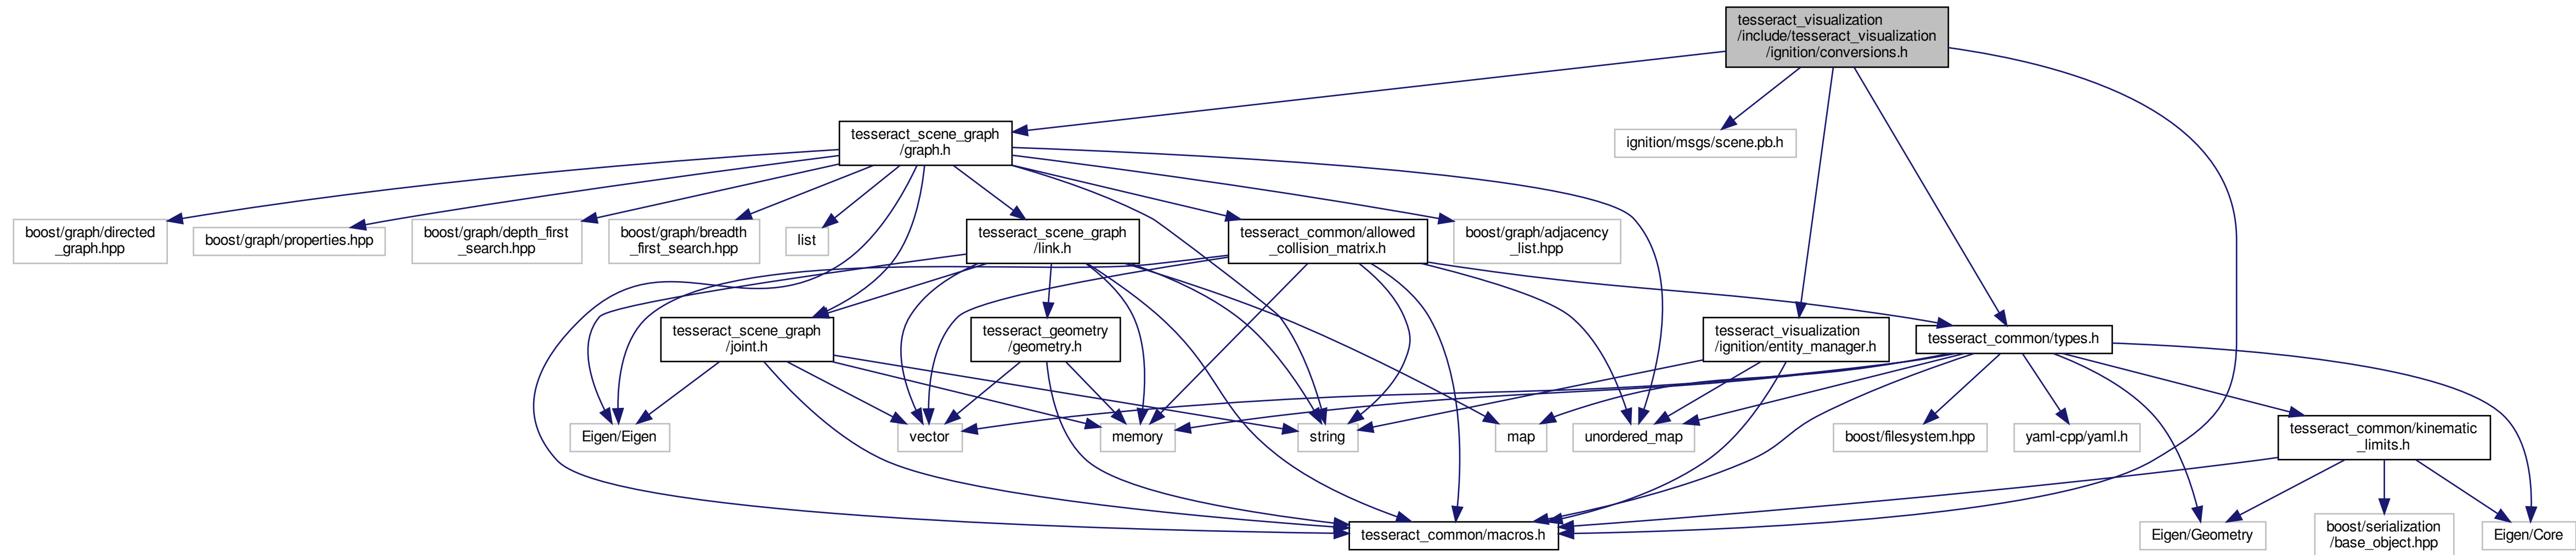 tesseract_visualization
/include/tesseract_visualization
/ignition/conversions.h
tesseract_scene_graph
/graph.h
ignition/msgs/scene.pb.h
boost/graph/directed
_graph.hpp
boost/graph/properties.hpp
boost/graph/depth_first
_search.hpp
boost/graph/breadth
_first_search.hpp
list
tesseract_scene_graph
/link.h
tesseract_common/allowed
_collision_matrix.h
boost/graph/adjacency
_list.hpp
tesseract_scene_graph
/joint.h
tesseract_geometry
/geometry.h
tesseract_visualization
/ignition/entity_manager.h
tesseract_common/types.h
Eigen/Eigen
vector
memory
string
map
unordered_map
boost/filesystem.hpp
yaml-cpp/yaml.h
tesseract_common/kinematic
_limits.h
tesseract_common/macros.h
Eigen/Geometry
boost/serialization
/base_object.hpp
Eigen/Core